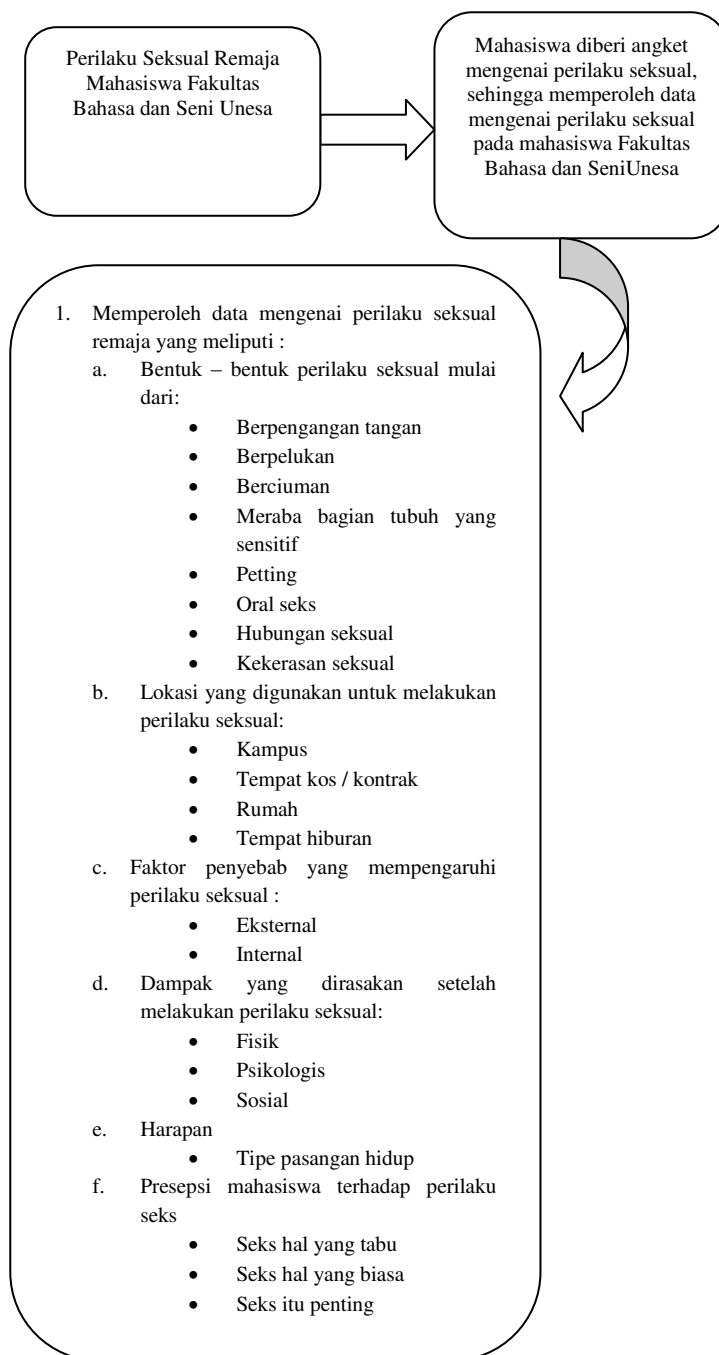 Perilaku Seksual Remaja
Mahasiswa Fakultas
Bahasa dan Seni Unesa
Mahasiswa diberi angket
mengenai perilaku seksual,
sehingga memperoleh data
mengenai perilaku seksual
pada mahasiswa Fakultas
Bahasa dan SeniUnesa
1. Memperoleh data mengenai perilaku seksual
remaja yang meliputi :
a. Bentuk – bentuk perilaku seksual mulai
dari:
• Berpengangan tangan
• Berpelukan
• Berciuman
• Meraba bagian tubuh yang
sensitif
• Petting
• Oral seks
• Hubungan seksual
• Kekerasan seksual
b. Lokasi yang digunakan untuk melakukan
perilaku seksual:
• Kampus
• Tempat kos / kontrak
• Rumah
• Tempat hiburan
c. Faktor penyebab yang mempengaruhi
perilaku seksual :
• Eksternal
• Internal
d. Dampak yang dirasakan setelah
melakukan perilaku seksual:
• Fisik
• Psikologis
• Sosial
e. Harapan
• Tipe pasangan hidup
f. Presepsi mahasiswa terhadap perilaku
seks
• Seks hal yang tabu
• Seks hal yang biasa
• Seks itu penting